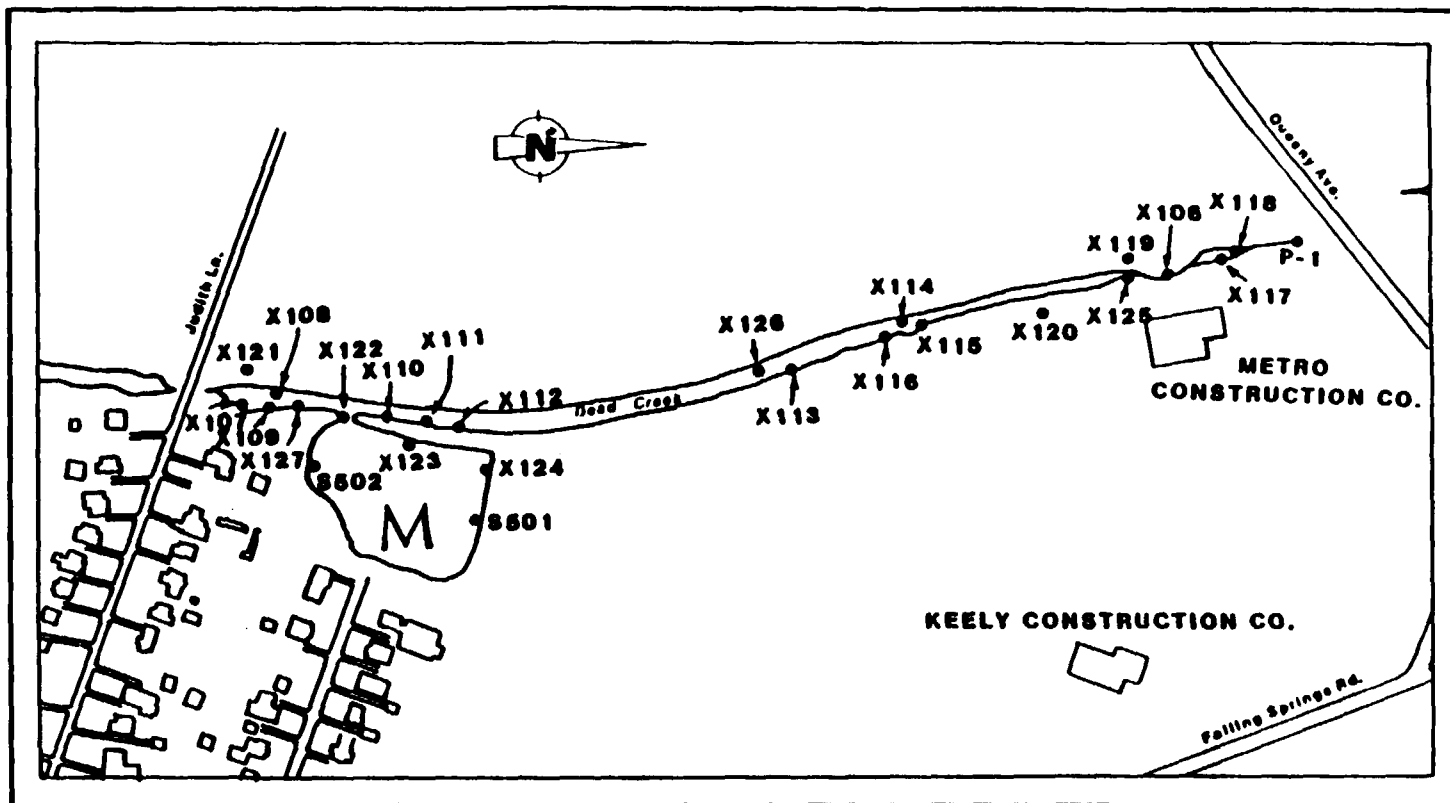 Queeny Ave.
N
X106
X118
X119
Judith Ln.
P-1
X114
X117
X108
X126
X125
X111
X121
X122
X110
X115
X120
METRO
CONSTRUCTION CO.
X116
X112
Dead Creek
X113
X107
X109
X127
X123
X124
S502
M
S501
KEELY CONSTRUCTION CO.
Falling Springs Rd.